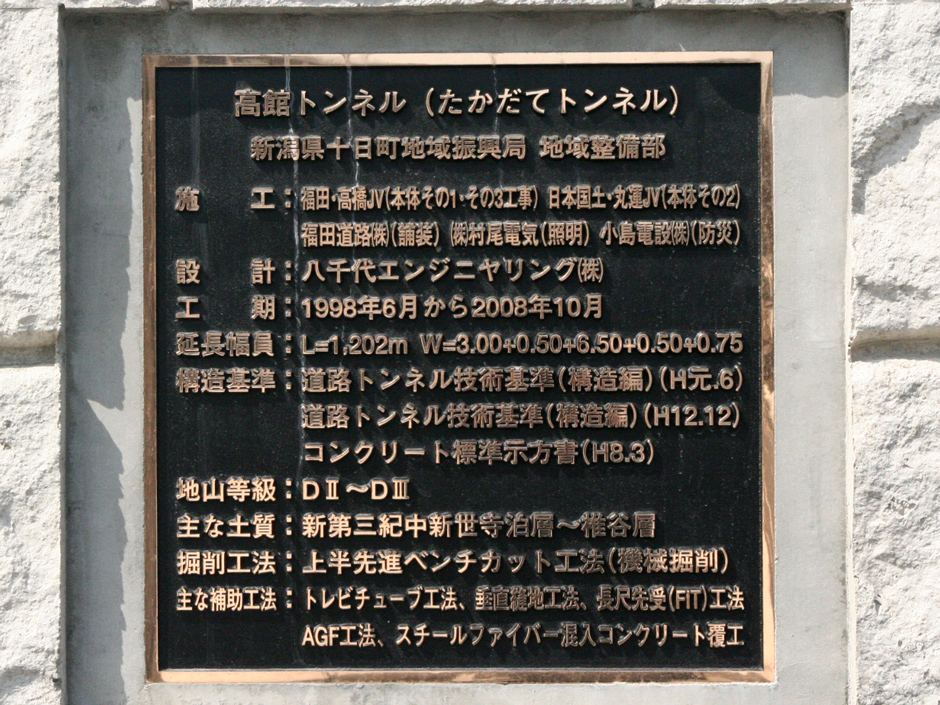 高館トンネル（たかだてトンネル）
新潟県十日町地域振興局 地域整備部
施　工：福田・高橋JV（本体その1・その3工事） 日本国土・丸運JV（本体その2）
福田道路㈱（舗装） ㈱村尾電気（照明） 小島電設㈱（防災）
設　計：八千代エンジニヤリング㈱
工　期：1998年6月から2008年10月
延長幅員：L=1,202m W=3.00+0.50+6.50+0.50+0.75
構造基準：道路トンネル技術基準（構造編）（H元.6）
道路トンネル技術基準（構造編）（H12.12）
コンクリート標準示方書（H8.3）
地山等級：DⅡ～DⅢ
主な土質：新第三紀中新世寺泊層～椎谷層
掘削工法：上半先進ベンチカット工法（機械掘削）
主な補助工法：トレビチューブ工法、垂直縫地工法、長尺先受（FIT）工法
AGF工法、スチールファイバー混入コンクリート覆工